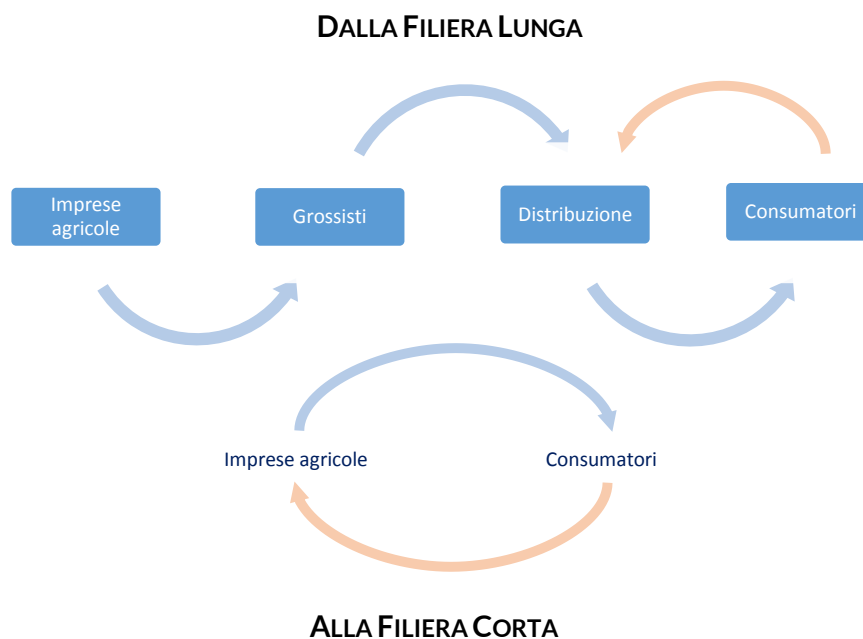 DALLA FILIERA LUNGA
Imprese
agricole
Grossisti
Distribuzione
Consumatori
Imprese agricole
Consumatori
ALLA FILIERA CORTA